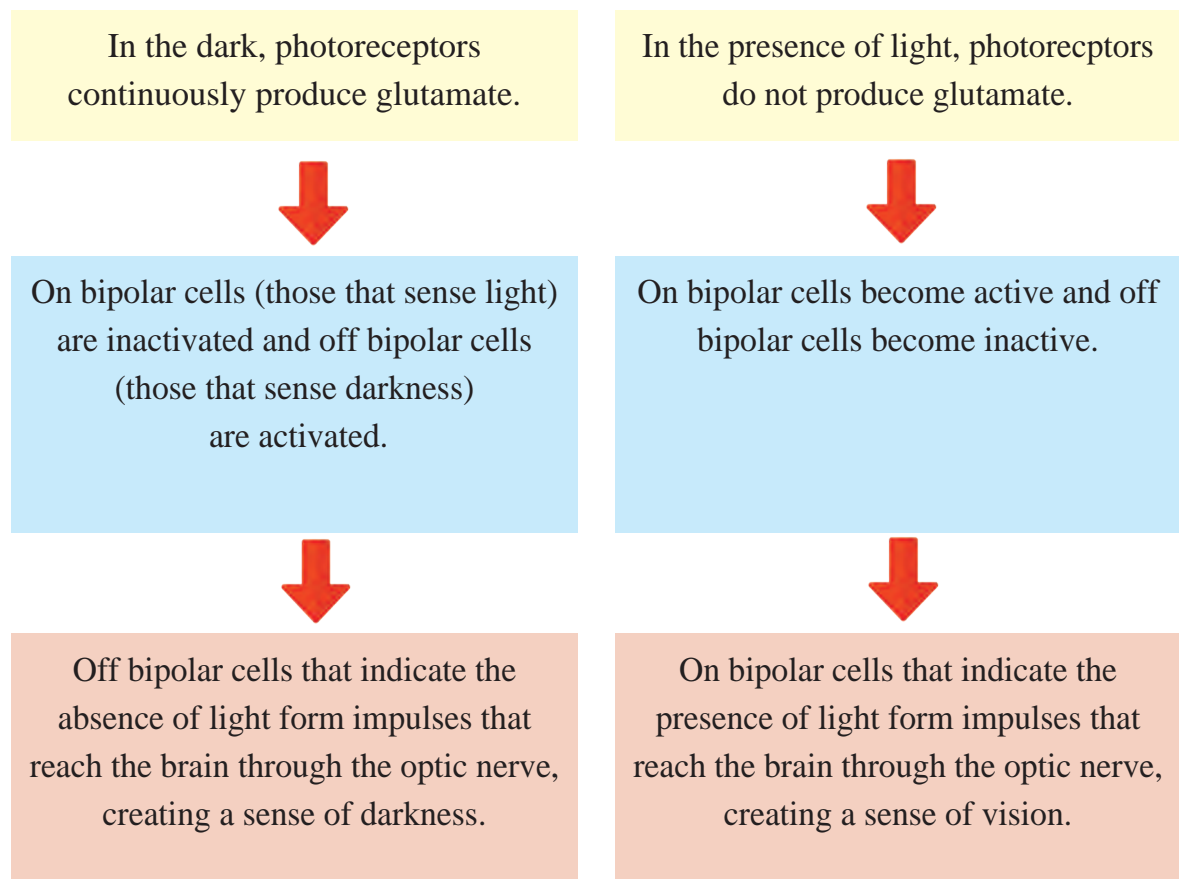 In the dark, photoreceptors
continuously produce glutamate.
On bipolar cells (those that sense light)
are inactivated and off bipolar cells
(those that sense darkness)
are activated.
Off bipolar cells that indicate the
absence of light form impulses that
reach the brain through the optic nerve,
creating a sense of darkness.
In the presence of light, photorecptors
do not produce glutamate.
On bipolar cells become active and off
bipolar cells become inactive.
On bipolar cells that indicate the
presence of light form impulses that
reach the brain through the optic nerve,
creating a sense of vision.